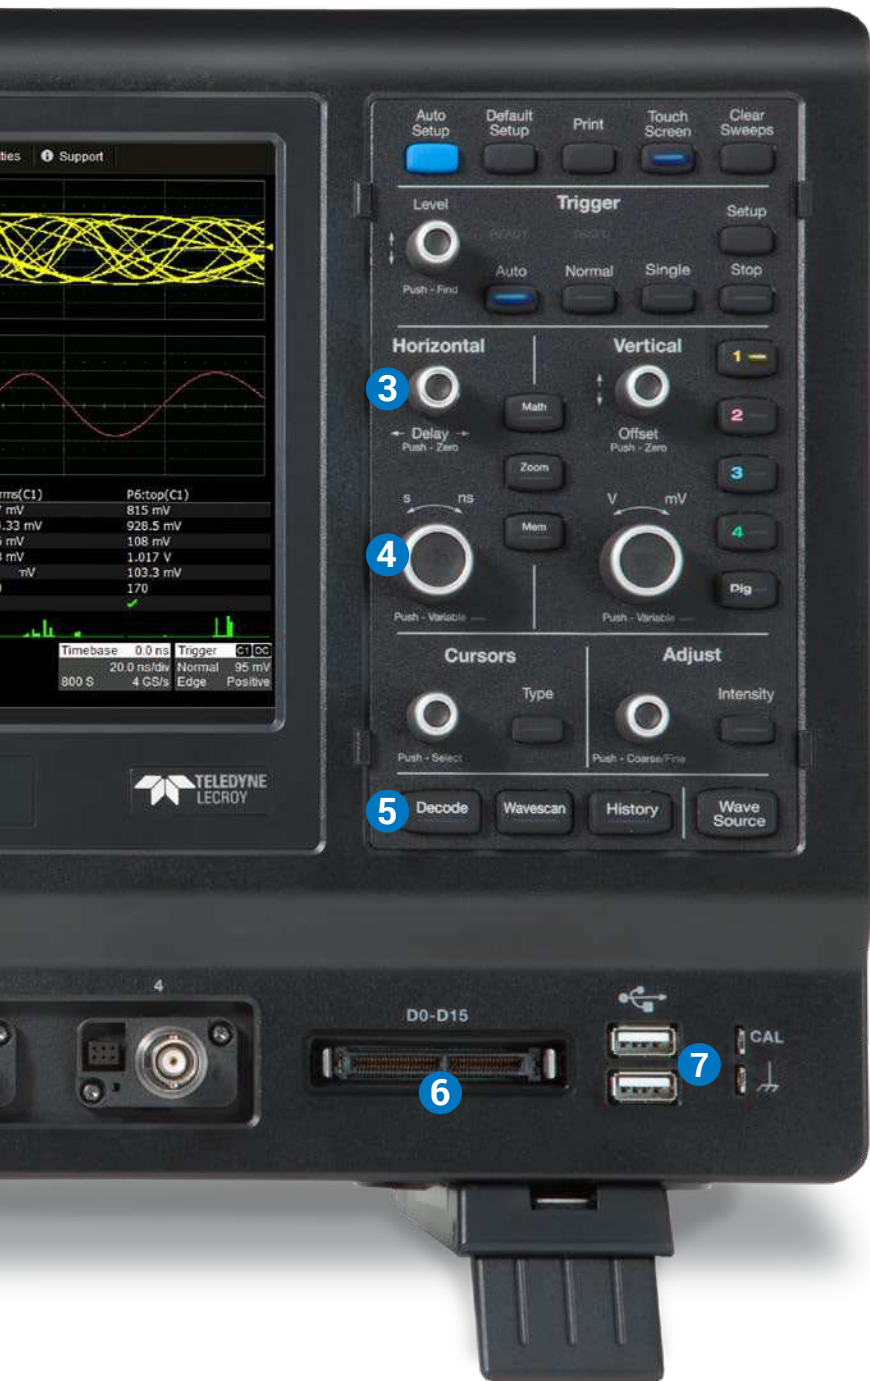 ties Support
rms(C1) P6:top(C1)
mV 815 mV
.33 mV 928.5 mV
mV 108 mV
mV 1.017 V
mV 103.3 mV
170
Timebase 0.0 ns Trigger C1 DC
20.0 ns/div Normal 95 mV
800 S 4 GS/s Edge Positive
TELEDYNE
LECROY
Auto
Setup
Default
Setup
Print
Touch
Screen
Clear
Sweeps
Level
Trigger
Setup
READY
TRIG'D
Push - Find
Auto
Normal
Single
Stop
Horizontal
Vertical
1
3
Math
2
← Delay →
Push - Zero
Offset
Push - Zero
Zoom
3
s ns
V mV
Mem
4
4
Dig
Push - Variable
Push - Variable
Cursors
Adjust
Type
Intensity
Push - Select
Push - Coarse/Fine
5
Decode
Wavescan
History
Wave
Source
4
D0-D15
CAL
6
7